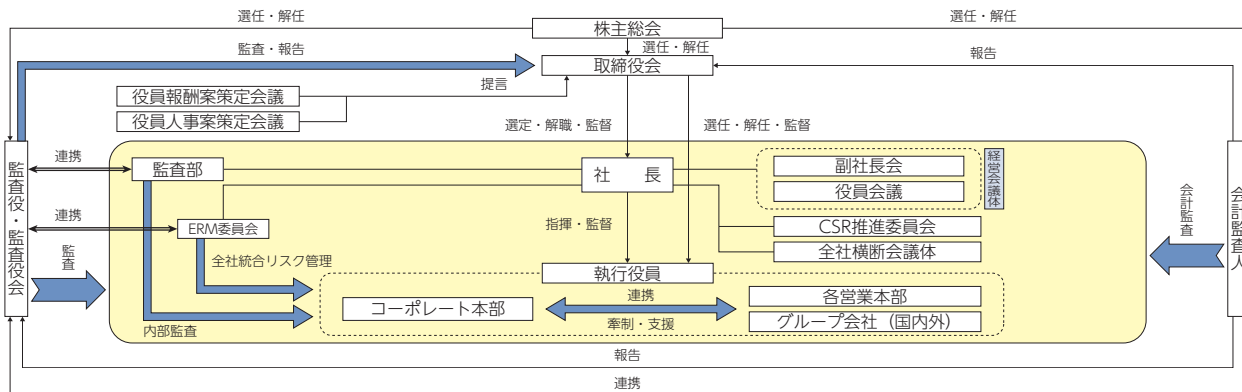 選任・解任
株主総会
選任・解任
監査・報告
選任・解任
報告
取締役会
提言
役員報酬案策定会議
役員人事案策定会議
選定・解職・監督
選任・解任・監督
監査役・監査役会
連携
監査部
社　長
副社長会
役員会議
経営会議体
会計監査
会計監査人
連携
ERM委員会
指揮・監督
CSR推進委員会
全社横断会議体
監査
全社統合リスク管理
執行役員
コーポレート本部
連携
牽制・支援
各営業本部
グループ会社（国内外）
内部監査
報告
連携